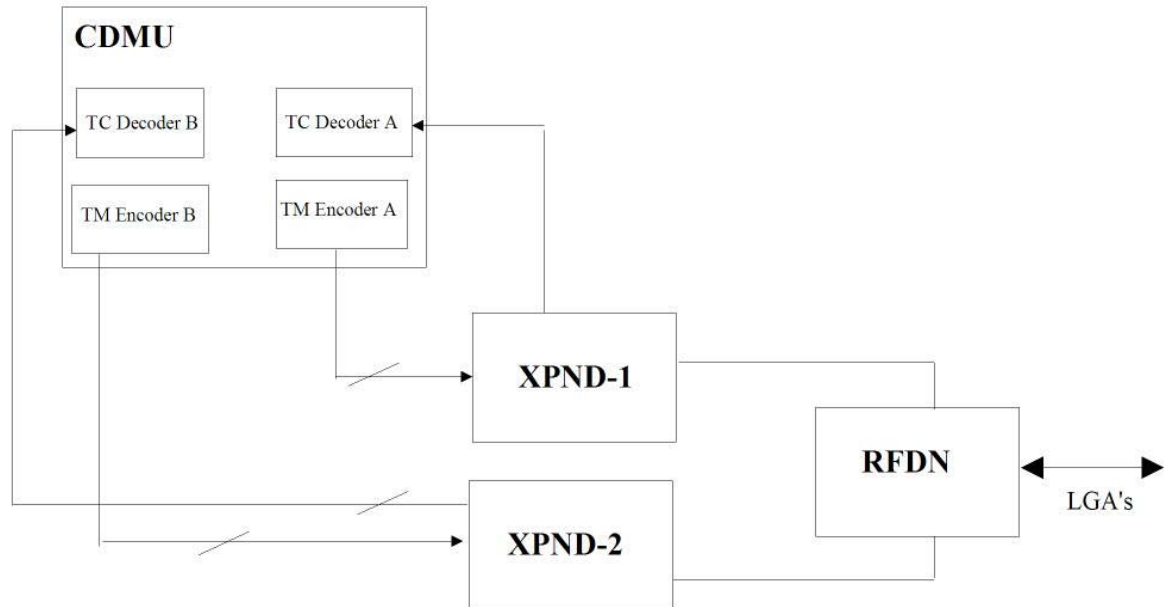 CDMU
TC Decoder B
TC Decoder A
TM Encoder B
TM Encoder A
XPND-1
RFDN
LGA's
XPND-2